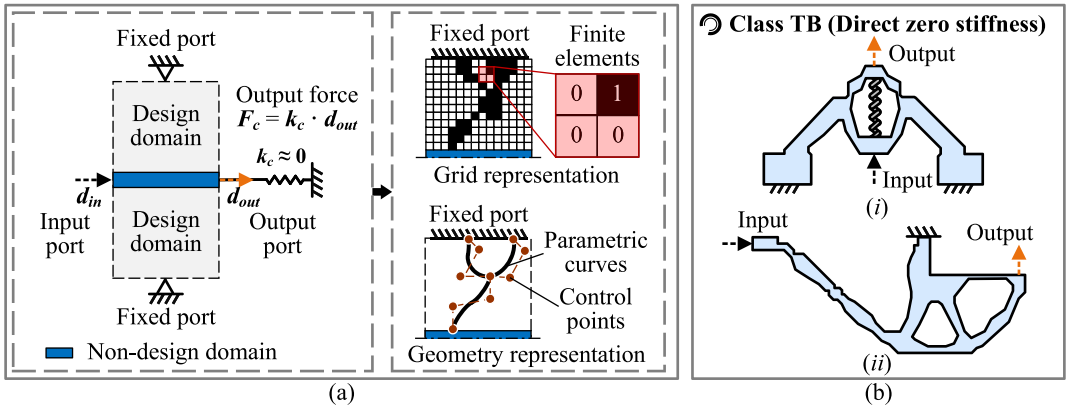 Fixed port
Design
domain
Output force
F_c = k_c · d_out
k_c ≈ 0
d_in
d_out
Input
port
Design
domain
Output
port
Fixed port
Non-design domain
Fixed port
Finite
elements
0 1
0 0
Grid representation
Fixed port
Parametric
curves
Control
points
Geometry representation
(a)
Class TB (Direct zero stiffness)
Output
Input
(i)
Input
Output
(ii)
(b)